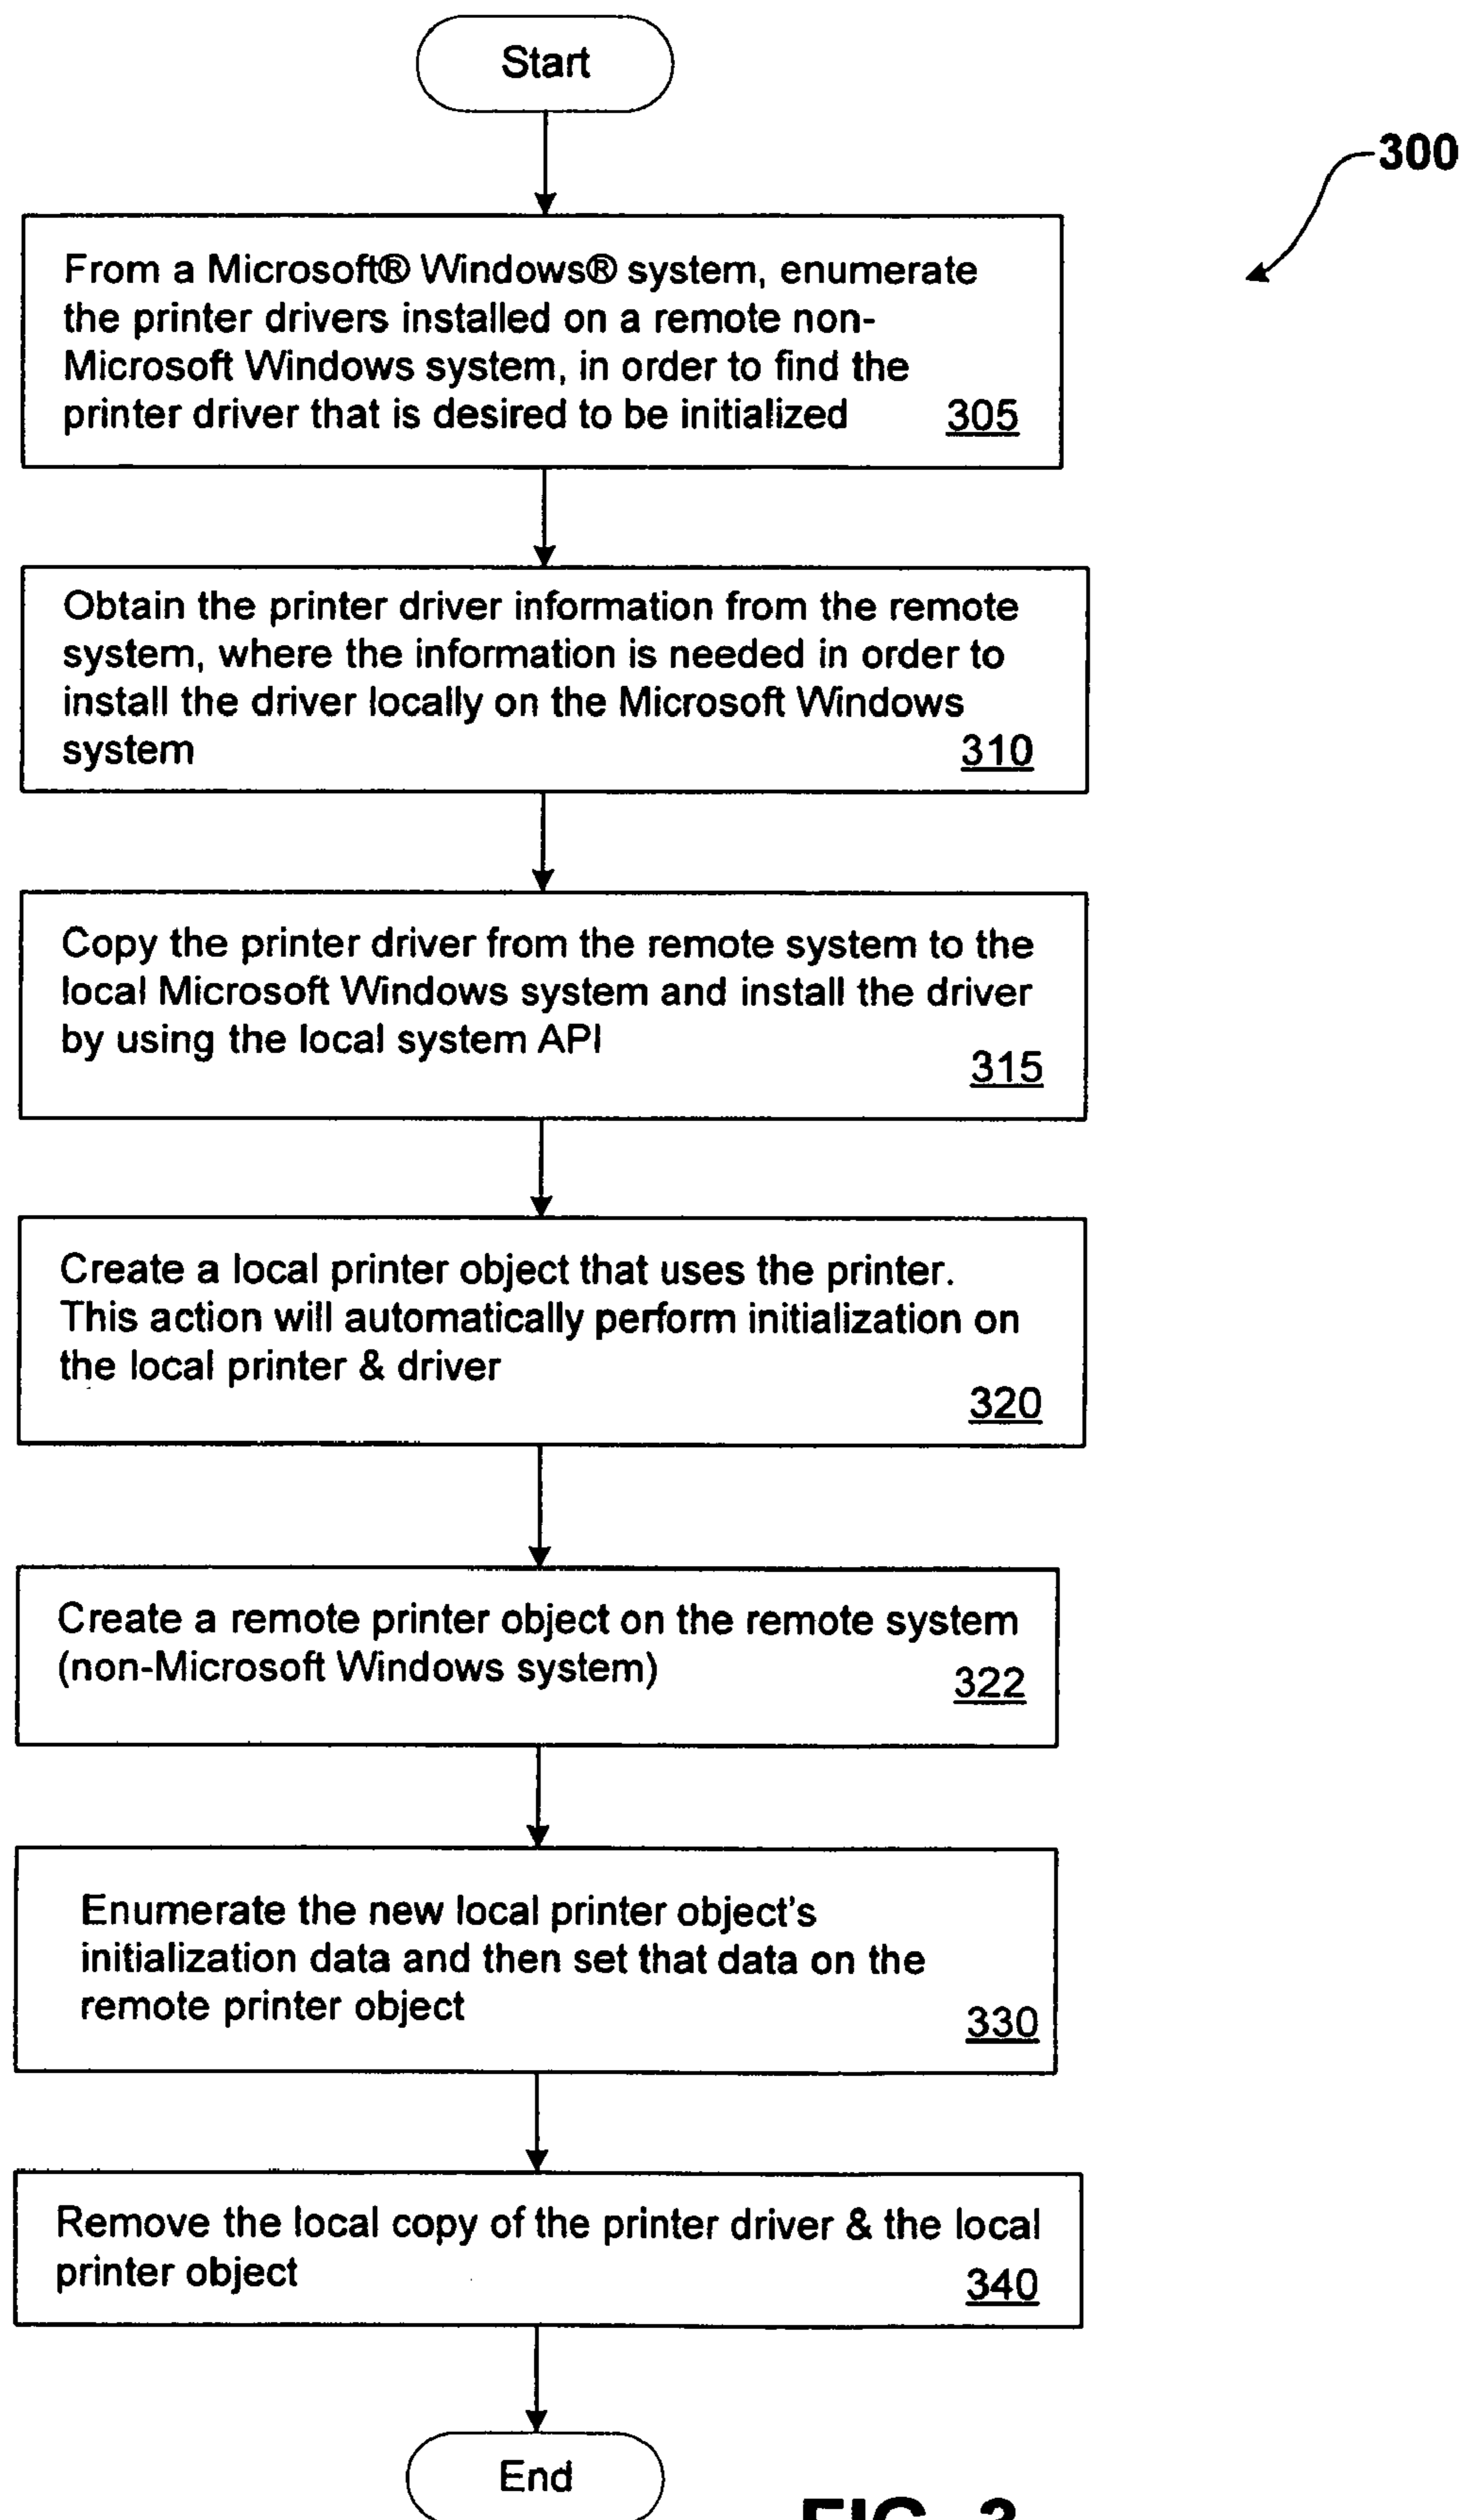 Start
300
From a Microsoft® Windows® system, enumerate
the printer drivers installed on a remote non-
Microsoft Windows system, in order to find the
printer driver that is desired to be initialized 305
Obtain the printer driver information from the remote
system, where the information is needed in order to
install the driver locally on the Microsoft Windows
system 310
Copy the printer driver from the remote system to the
local Microsoft Windows system and install the driver
by using the local system API
315
Create a local printer object that uses the printer.
This action will automatically perform initialization on
the local printer & driver
320
Create a remote printer object on the remote system
(non-Microsoft Windows system)
322
Enumerate the new local printer object's
initialization data and then set that data on the
remote printer object
330
Remove the local copy of the printer driver & the local
printer object
340
End